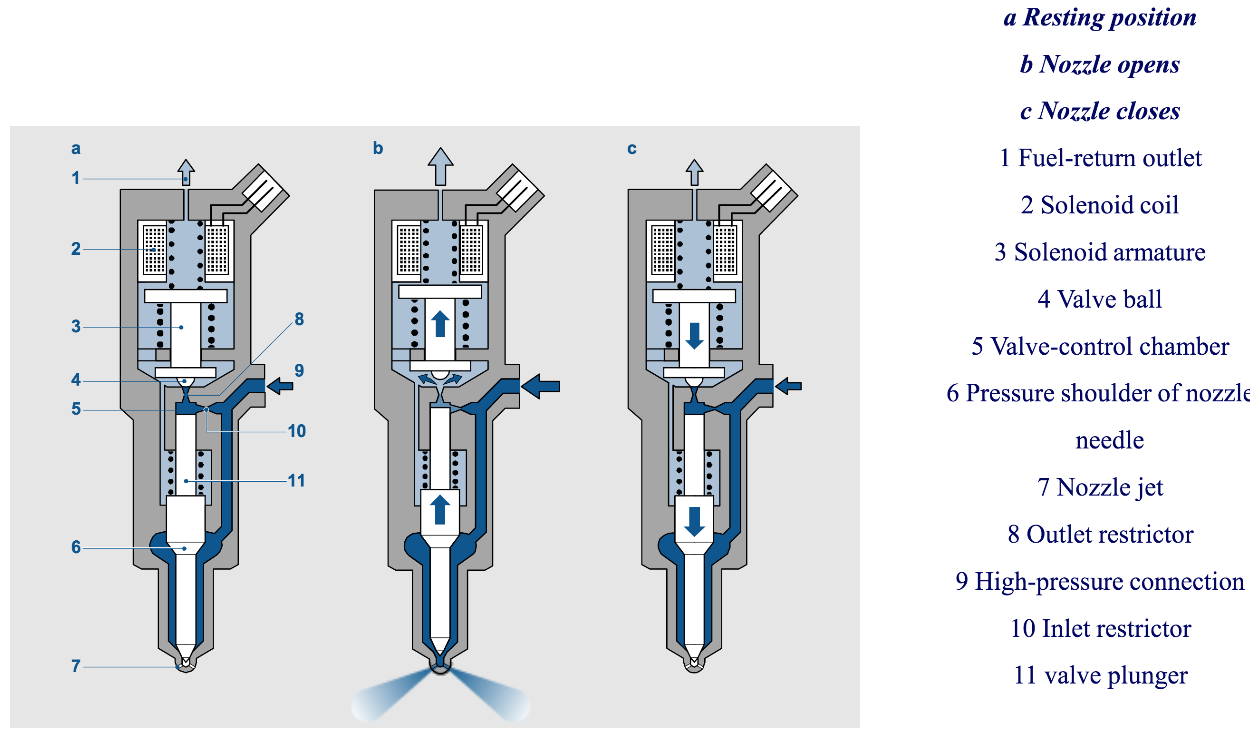 a Resting position
b Nozzle opens
c Nozzle closes
1 Fuel-return outlet
2 Solenoid coil
3 Solenoid armature
4 Valve ball
5 Valve-control chamber
6 Pressure shoulder of nozzle
needle
7 Nozzle jet
8 Outlet restrictor
9 High-pressure connection
10 Inlet restrictor
11 valve plunger
a
b
c
1
2
3
8
9
4
5
10
11
6
7